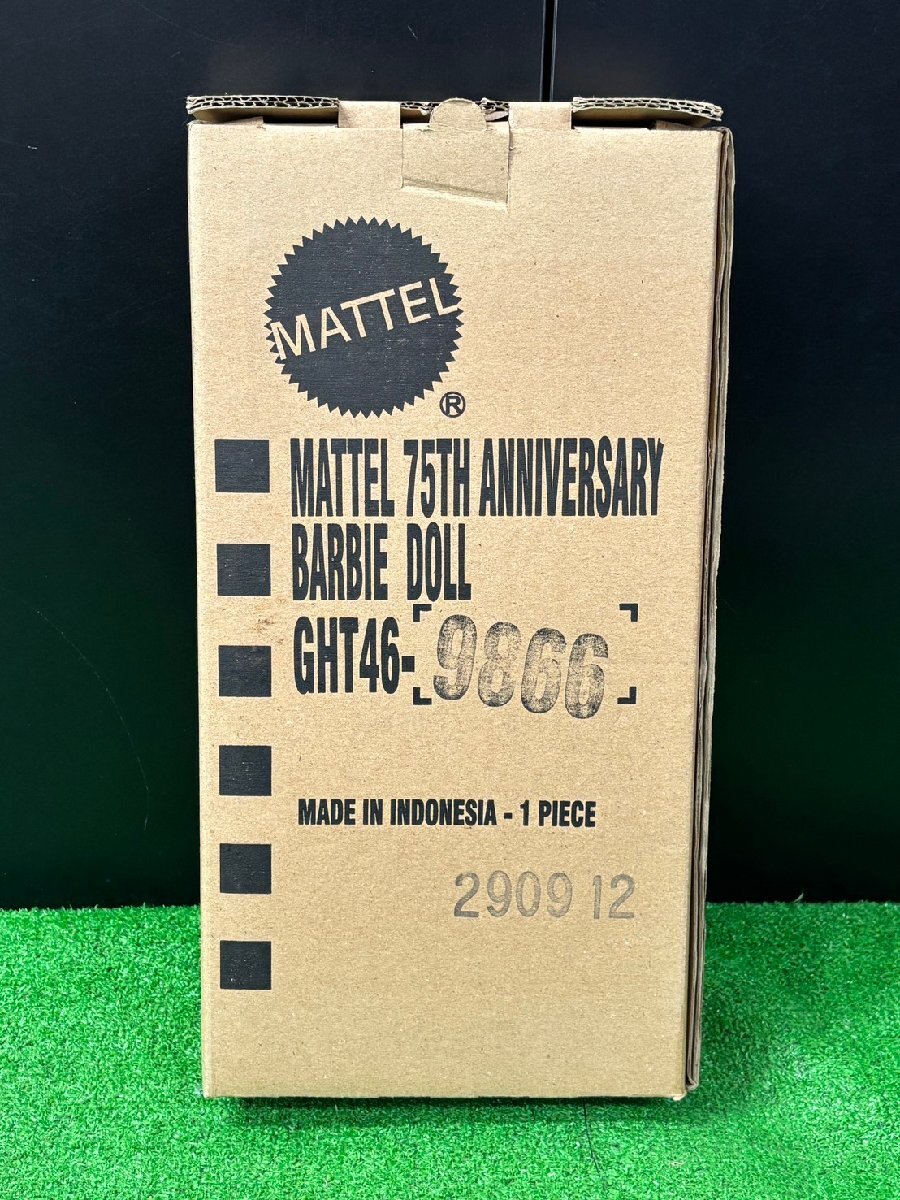 MATTEL
®
MATTEL 75TH ANNIVERSARY
BARBIE DOLL
GHT46-[9866]
MADE IN INDONESIA - 1 PIECE
2909 12